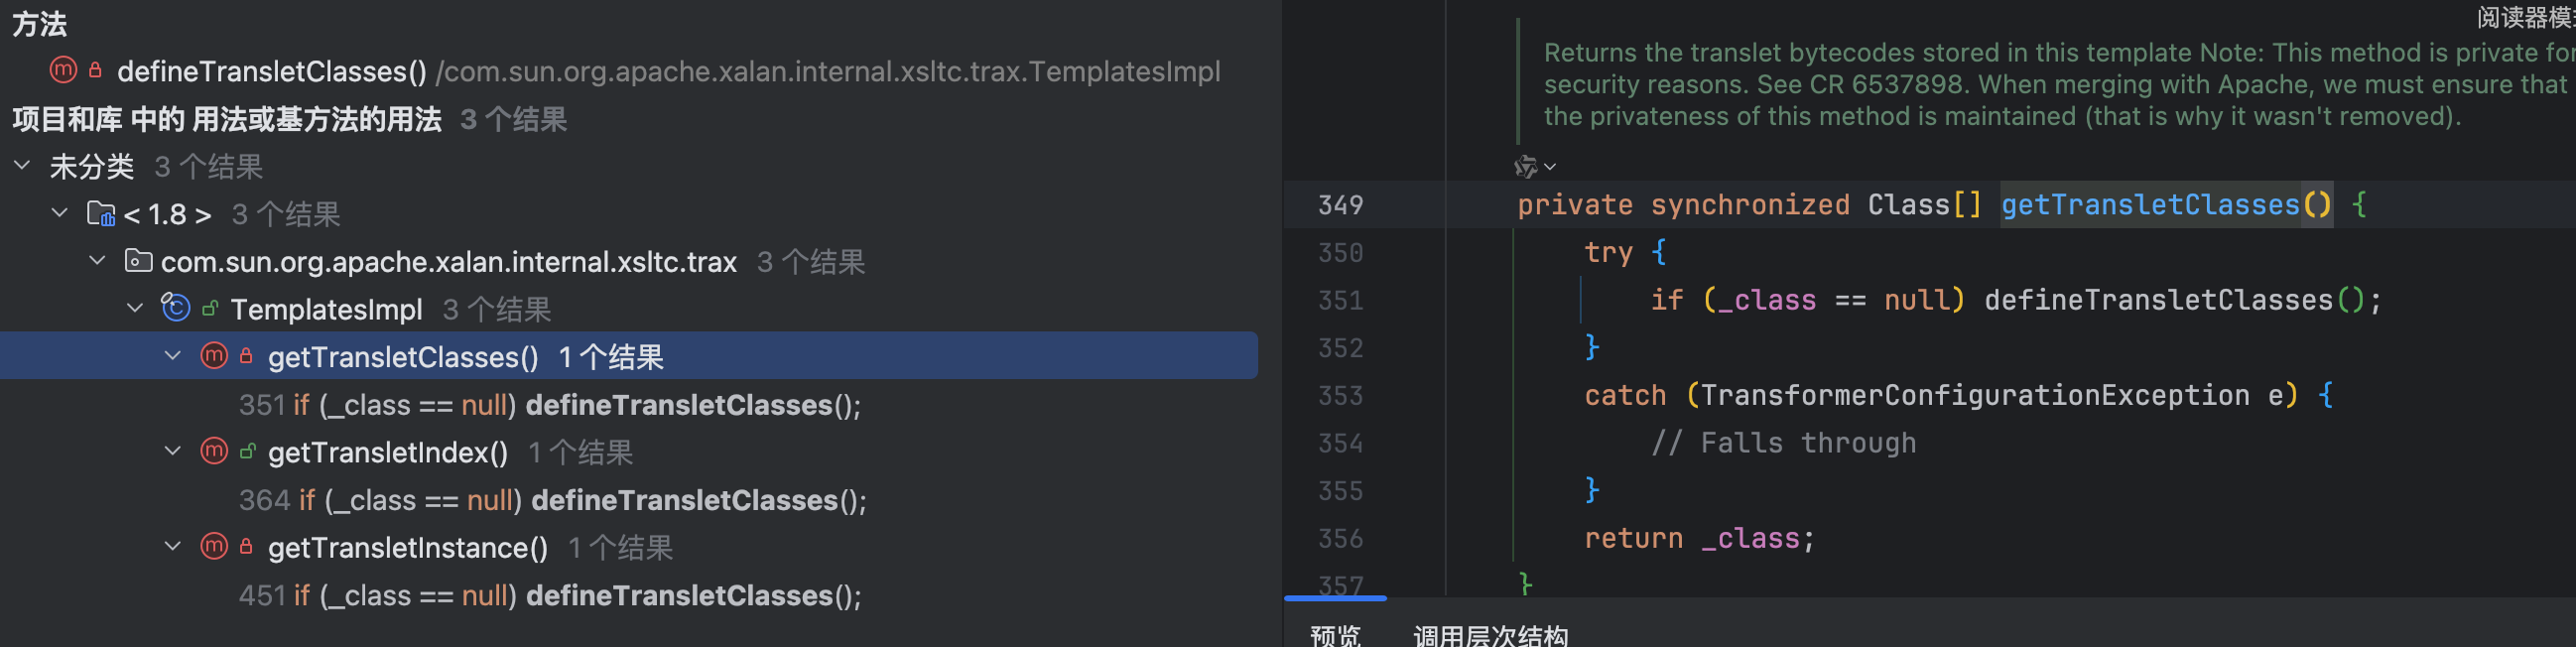 方法
defineTransletClasses() /com.sun.org.apache.xalan.internal.xsltc.trax.TemplatesImpl
项目和库 中的 用法或基方法的用法 3 个结果
未分类 3 个结果
< 1.8 > 3 个结果
com.sun.org.apache.xalan.internal.xsltc.trax 3 个结果
TemplatesImpl 3 个结果
getTransletClasses() 1 个结果
351 if (_class == null) defineTransletClasses();
getTransletIndex() 1 个结果
364 if (_class == null) defineTransletClasses();
getTransletInstance() 1 个结果
451 if (_class == null) defineTransletClasses();
阅读器模式
Returns the translet bytecodes stored in this template Note: This method is private for
security reasons. See CR 6537898. When merging with Apache, we must ensure that
the privateness of this method is maintained (that is why it wasn't removed).
349 private synchronized Class[] getTransletClasses() {
350 try {
351 if (_class == null) defineTransletClasses();
352 }
353 catch (TransformerConfigurationException e) {
354 // Falls through
355 }
356 return _class;
357 }
预览 调用层次结构